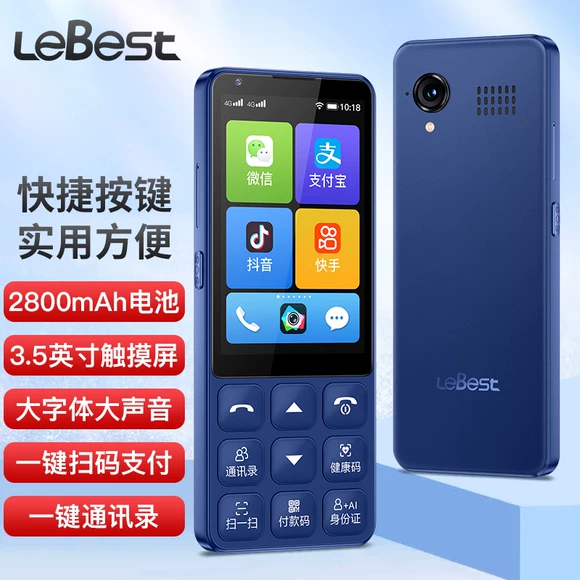 LeBest
快捷按键
实用方便
2800mAh电池
3.5英寸触摸屏
大字体大声音
一键扫码支付
一键通讯录
4G 4G 10:18
微信
支付宝
抖音
快手
通讯录
健康码
扫一扫
付款码
+AI
身份证
SOS
LeBest